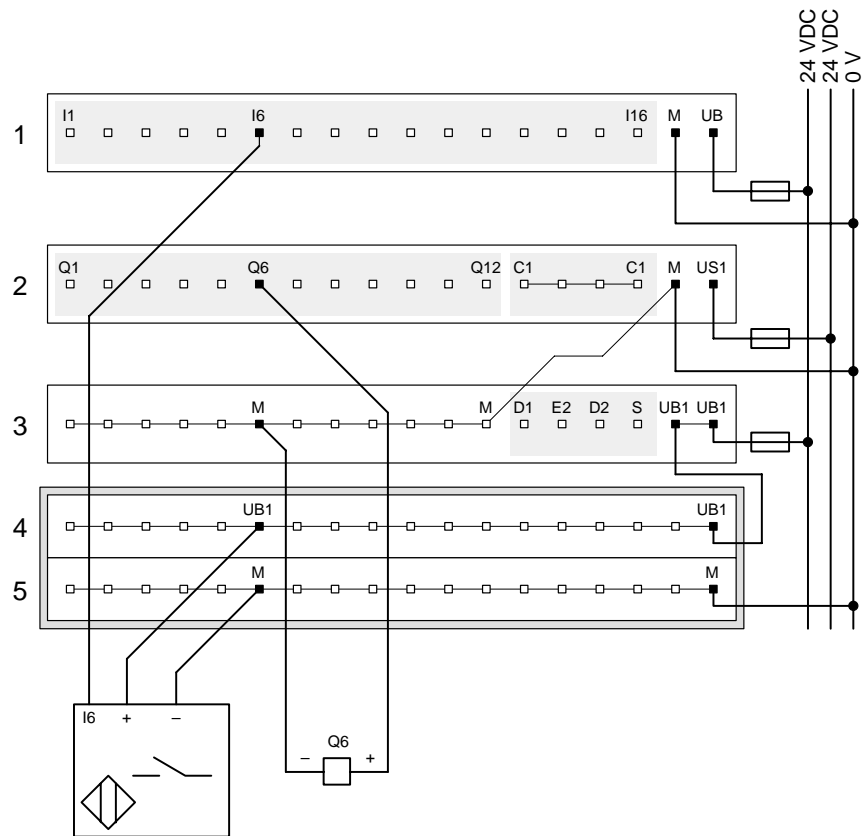 24 VDC
24 VDC
0 V
1
I1 I6 I16 M UB
2
Q1 Q6 Q12 C1 C1 M US1
3
M M D1 E2 D2 S UB1 UB1
4
UB1 UB1
5
M M
I6 + –
Q6
– +